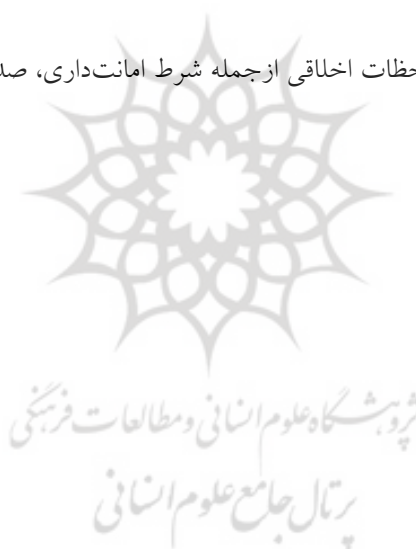 حظات اخلاقی ازجمله شرط امانت‌داری، صد
پژوهشگاه علوم انسانی و مطالعات فرهنگی
پرتال جامع علوم انسانی